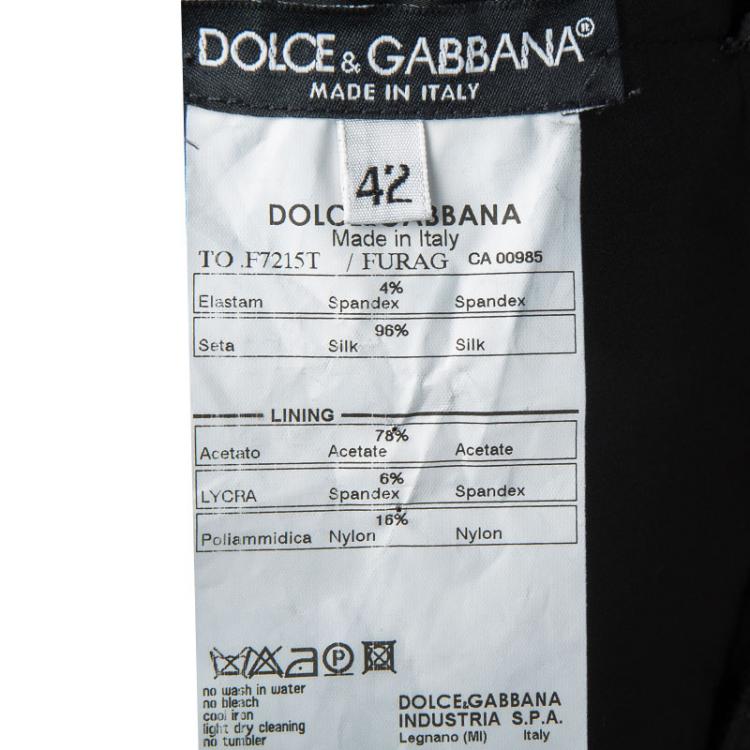 DOLCE & GABBANA®
MADE IN ITALY
42
DOLCE&GABBANA
Made in Italy
TO .F7215T / FURAG CA 00985
4%
Elastam Spandex Spandex
96%
Seta Silk Silk
LINING
78%
Acetato Acetate Acetate
6%
LYCRA Spandex Spandex
16%
Poliammidica Nylon Nylon
P
no wash in water
no bleach
cool iron
light dry cleaning
no tumbler
DOLCE&GABBANA
INDUSTRIA S.P.A.
Legnano (MI) Italy